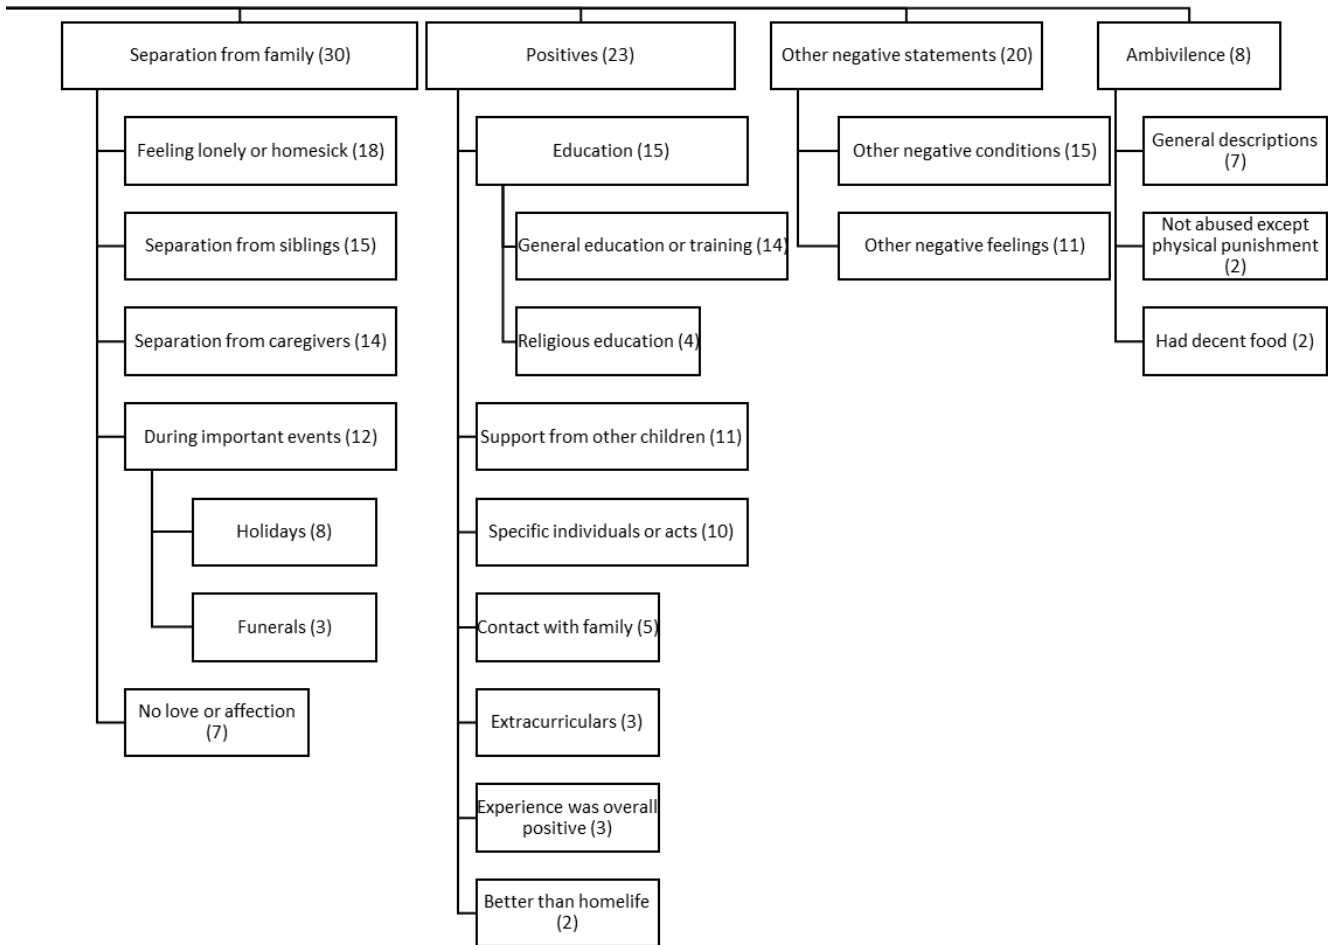 Separation from family (30)
Feeling lonely or homesick (18)
Separation from siblings (15)
Separation from caregivers (14)
During important events (12)
Holidays (8)
Funerals (3)
No love or affection
(7)
Positives (23)
Education (15)
General education or training (14)
Religious education (4)
Support from other children (11)
Specific individuals or acts (10)
Contact with family (5)
Extracurriculars (3)
Experience was overall
positive (3)
Better than homelife
(2)
Other negative statements (20)
Other negative conditions (15)
Other negative feelings (11)
Ambivilence (8)
General descriptions
(7)
Not abused except
physical punishment
(2)
Had decent food (2)